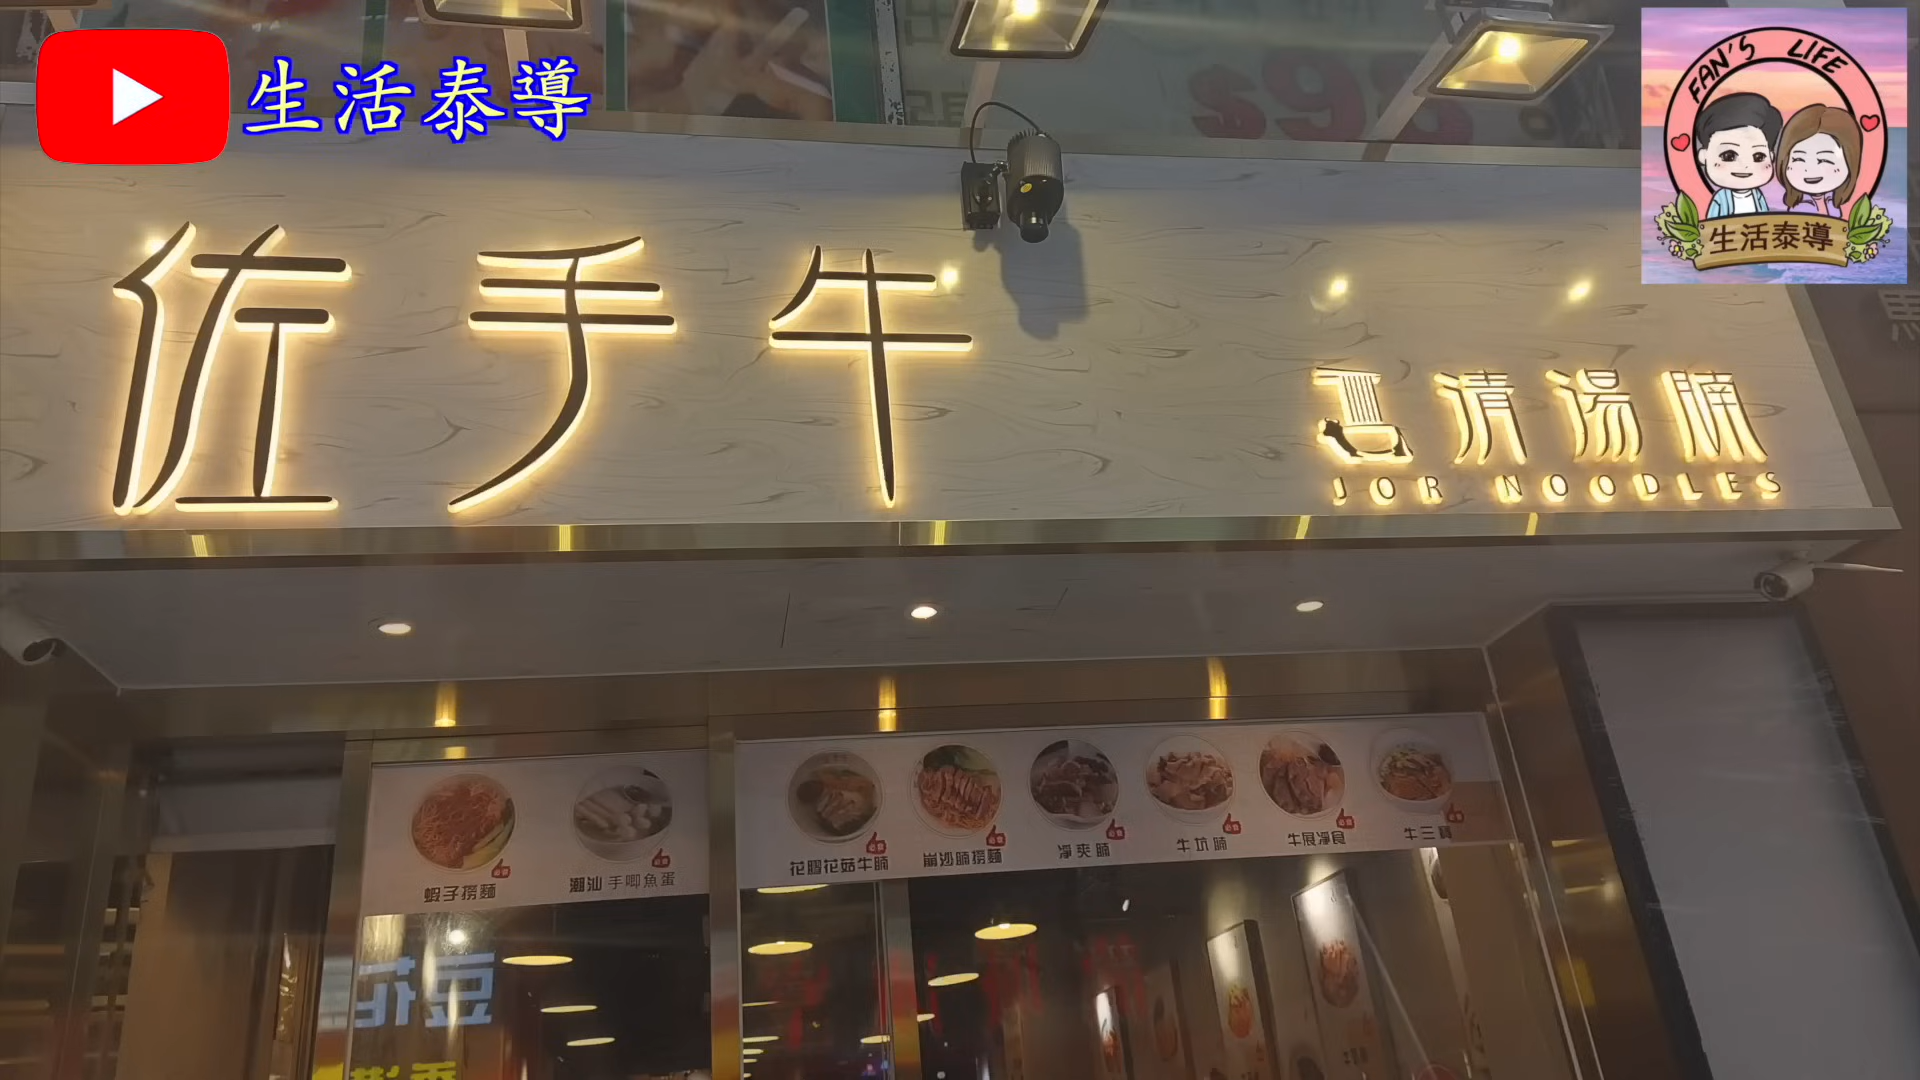 生活泰導
FAN'S LIFE
生活泰導
佐手牛
清湯腩
JOR NOODLES
蝦子撈麵
潮汕手唧魚蛋
花膠花菇牛腩
崩沙腩撈麵
淨爽腩
牛坑腩
牛展淨食
牛三寶
豆花